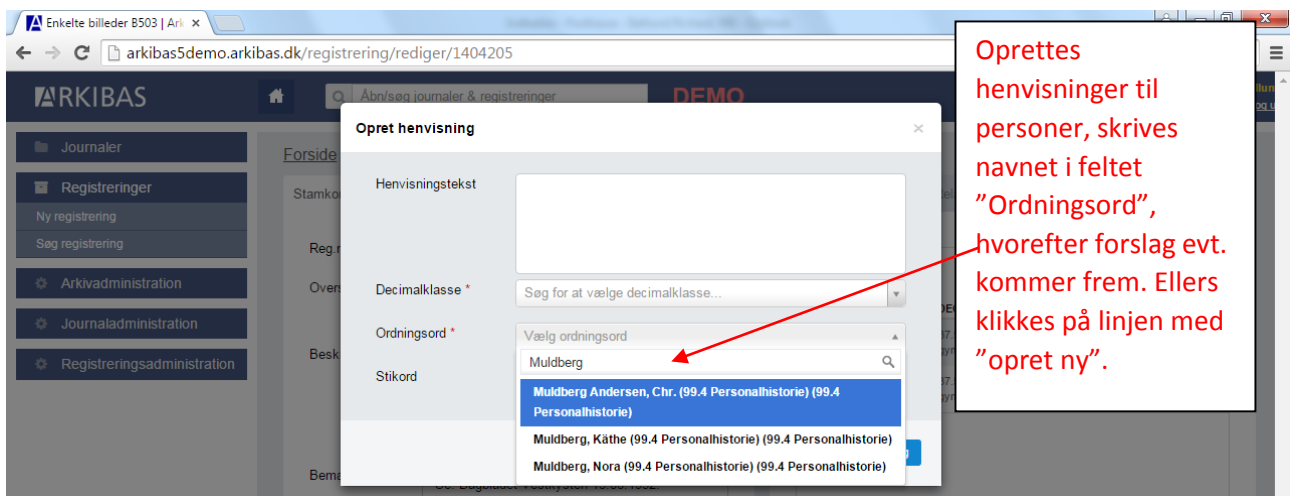 Enkelte billeder B503 | Ark
arkibas5demo.arkibas.dk/registrering/rediger/1404205
ARKIBAS
Åbn/søg journaler & registreringer
DEMO
Journaler
Registreringer
Ny registrering
Søg registrering
Arkivadministration
Journaladministration
Registreringsadministration
Forside
Stamko
Reg.n
Overs
Besk
Bema
Opret henvisning
Henvisningstekst
Decimalklasse *
Søg for at vælge decimalklasse...
Ordningsord *
Vælg ordningsord
Muldberg
Stikord
Muldberg Andersen, Chr. (99.4 Personalhistorie) (99.4
Personalhistorie)
Muldberg, Käthe (99.4 Personalhistorie) (99.4 Personalhistorie)
Muldberg, Nora (99.4 Personalhistorie) (99.4 Personalhistorie)
Oprettes
henvisninger til
personer, skrives
navnet i feltet
”Ordningsord”,
hvorefter forslag evt.
kommer frem. Ellers
klikkes på linjen med
”opret ny”.